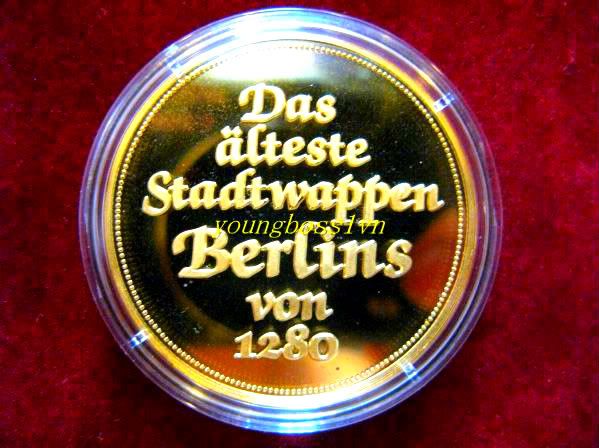 Das
älteste
Stadtwappen
youngboss1vn
Berlins
von
1280